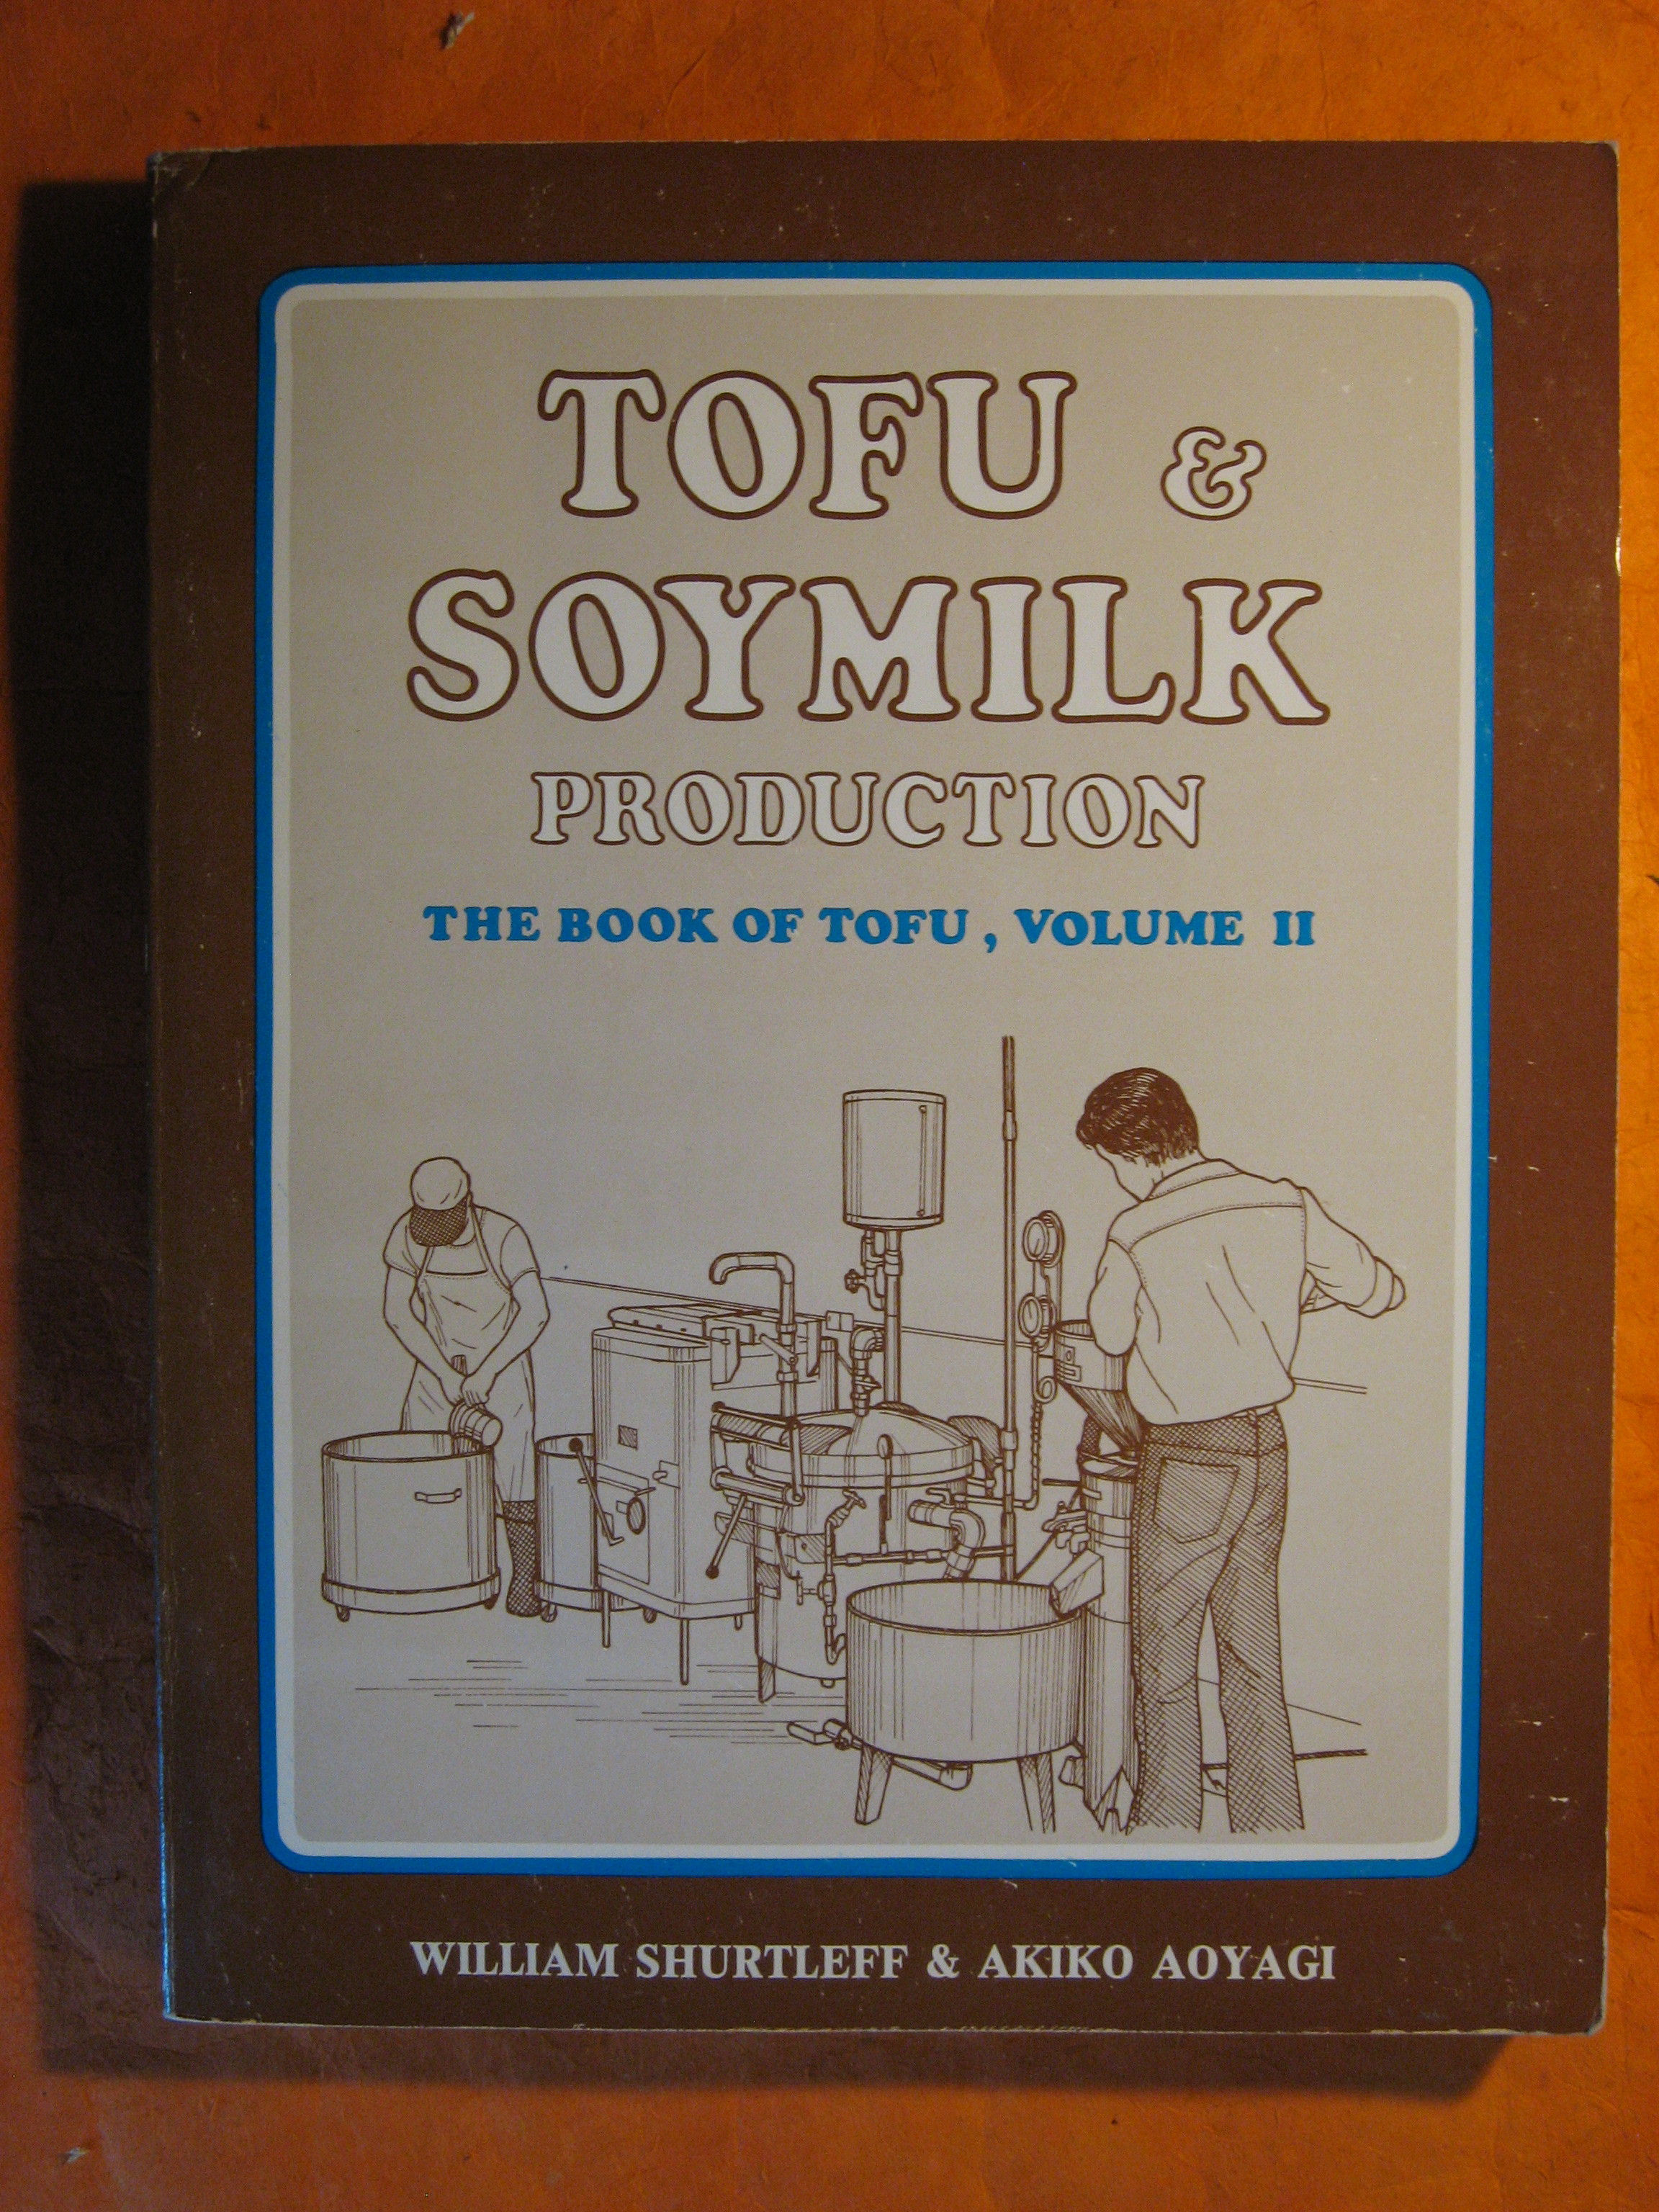 TOFU &
SOYMILK
PRODUCTION
THE BOOK OF TOFU, VOLUME II
WILLIAM SHURTLEFF & AKIKO AOYAGI